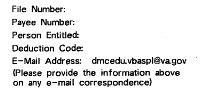 File Number:
Payee Number:
Person Entitled:
Deduction Code:
E-Mail Address: dmcedu.vbaspl@va.gov
(Please provide the information above
on any e-mail correspondence)